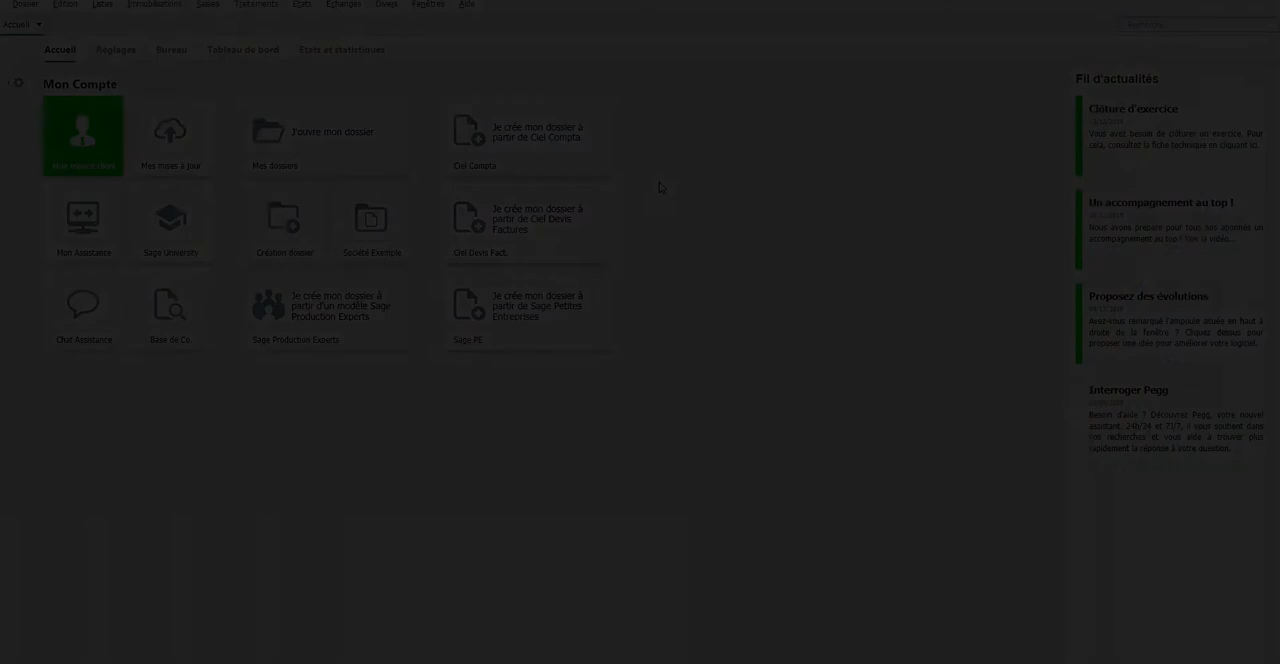 Dossier Edition Listes Immobilisations Saisies Traitements Etats Echanges Divers Fenêtres Aide
Accueil
Accueil Réglages Bureau Tableau de bord Etats et statistiques
Mon Compte
Mon espace client
Mes mises à Jour
J'ouvre mon dossier
Mes dossiers
Je crée mon dossier à
partir de Ciel Compta
Ciel Compta
Mon Assistance
Sage University
Création dossier
Société Exemple
Je crée mon dossier à
partir de Ciel Devis
Factures
Ciel Devis Fact.
Chat Assistance
Base de Co.
Je crée mon dossier à
partir d'un modèle Sage
Production Experts
Sage Production Experts
Je crée mon dossier à
partir de Sage Petites
Entreprises
Sage PE
Fil d'actualités
Clôture d'exercice
Vous avez besoin de clôturer un exercice. Pour
cela, consultez la fiche technique en cliquant ici.
Un accompagnement au top !
Nous avons préparé pour tous nos abonnés un
accompagnement au top ! Voir la vidéo...
Proposez des évolutions
Avez-vous remarqué l'ampoule située en haut à
droite de la fenêtre ? Cliquez dessus pour
proposer une idée pour améliorer votre logiciel.
Interroger Pegg
Besoin d'aide ? Découvrez Pegg, votre nouvel
assistant. 24h/24 et 7J/7, il vous soutient dans
vos recherches et vous aide à trouver plus
rapidement la réponse à votre question.